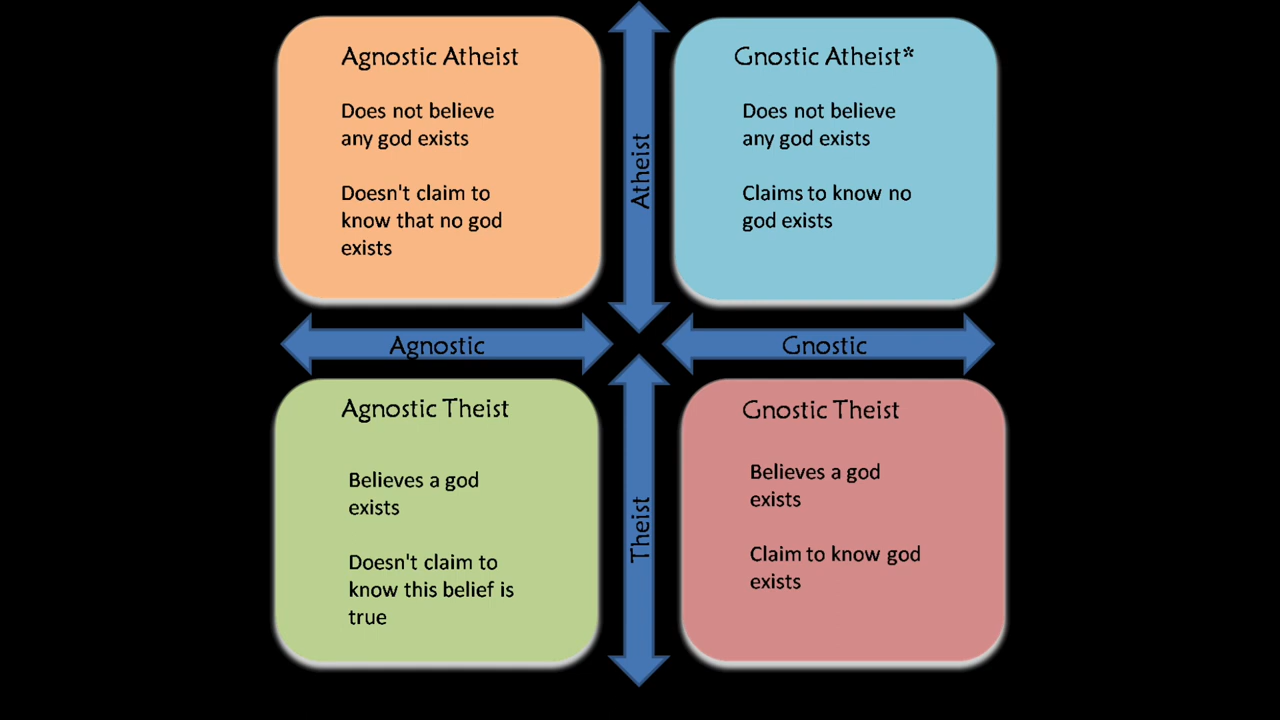 Agnostic Atheist
Does not believe
any god exists
Doesn't claim to
know that no god
exists
Atheist
Gnostic Atheist*
Does not believe
any god exists
Claims to know no
god exists
Agnostic
Gnostic
Agnostic Theist
Believes a god
exists
Doesn't claim to
know this belief is
true
Theist
Gnostic Theist
Believes a god
exists
Claim to know god
exists